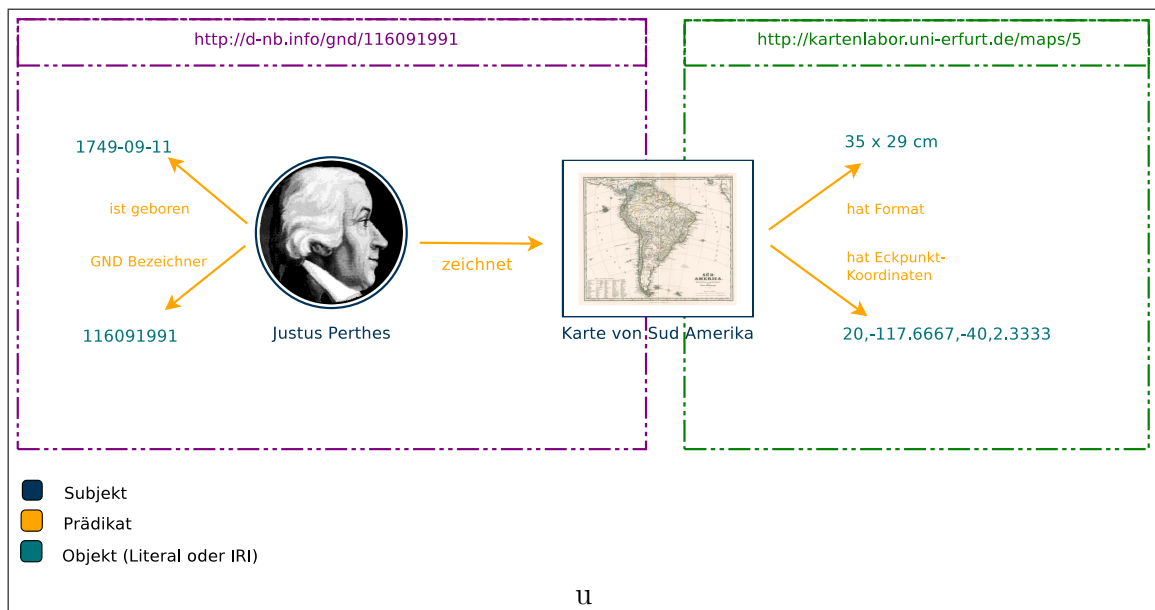 http://d-nb.info/gnd/116091991
http://kartenlabor.uni-erfurt.de/maps/5
1749-09-11
35 x 29 cm
ist geboren
hat Format
GND Bezeichner
zeichnet
hat Eckpunkt-
Koordinaten
SÜD-
AMERIKA.
116091991
Justus Perthes
Karte von Sud Amerika
20,-117.6667,-40,2.3333
Subjekt
Prädikat
Objekt (Literal oder IRI)
u